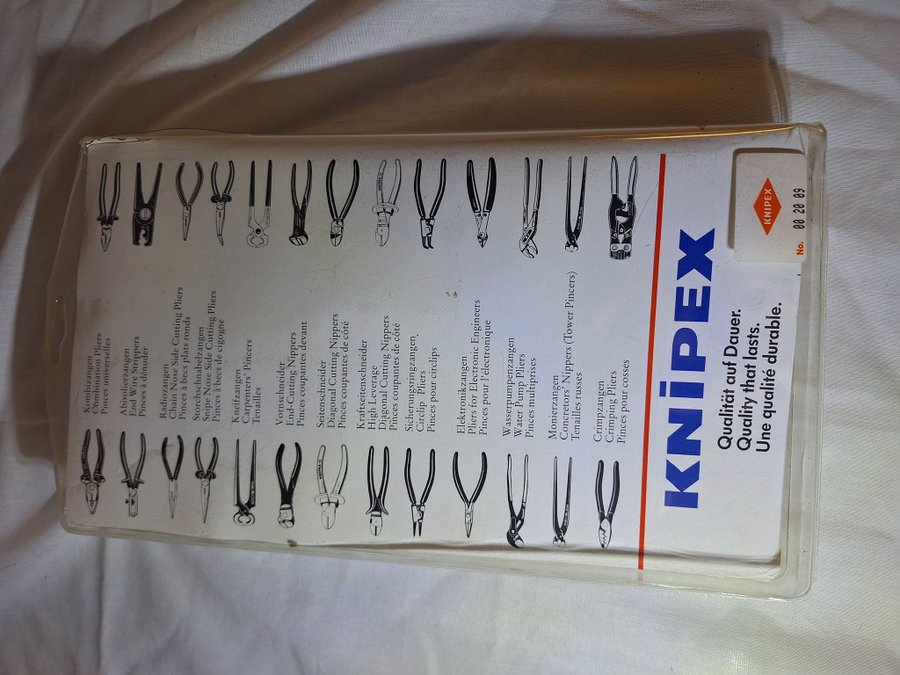 Kombizangen
Combination Pliers
Pinces universelles
Abisolierzangen
End Wire Strippers
Pinces à dénuder
Radiozangen
Chain Nose Side Cutting Pliers
Pinces à becs plats ronds
Storchschnabelzangen
Snipe Nose Side Cutting Pliers
Pinces à becs de cigogne
Kneifzangen
Carpenters' Pincers
Tenailles
Vornschneider
End-Cutting Nippers
Pinces coupantes devant
Seitenschneider
Diagonal Cutting Nippers
Pinces coupantes de côté
Kraftseitenschneider
High Leverage
Diagonal Cutting Nippers
Pinces coupantes de côté
Sicherungsringzangen
Circlip Pliers
Pinces pour circlips
Elektronikzangen
Pliers for Electronic Engineers
Pinces pour l'électronique
Wasserpumpenzangen
Water Pump Pliers
Pinces multiprises
Monierzangen
Concretors' Nippers (Tower Pincers)
Tenailles russes
Crimpzangen
Crimping Pliers
Pinces pour cosses
KNIPEX
Qualität auf Dauer.
Quality that lasts.
Une qualité durable.
KNIPEX
No. 00 20 09